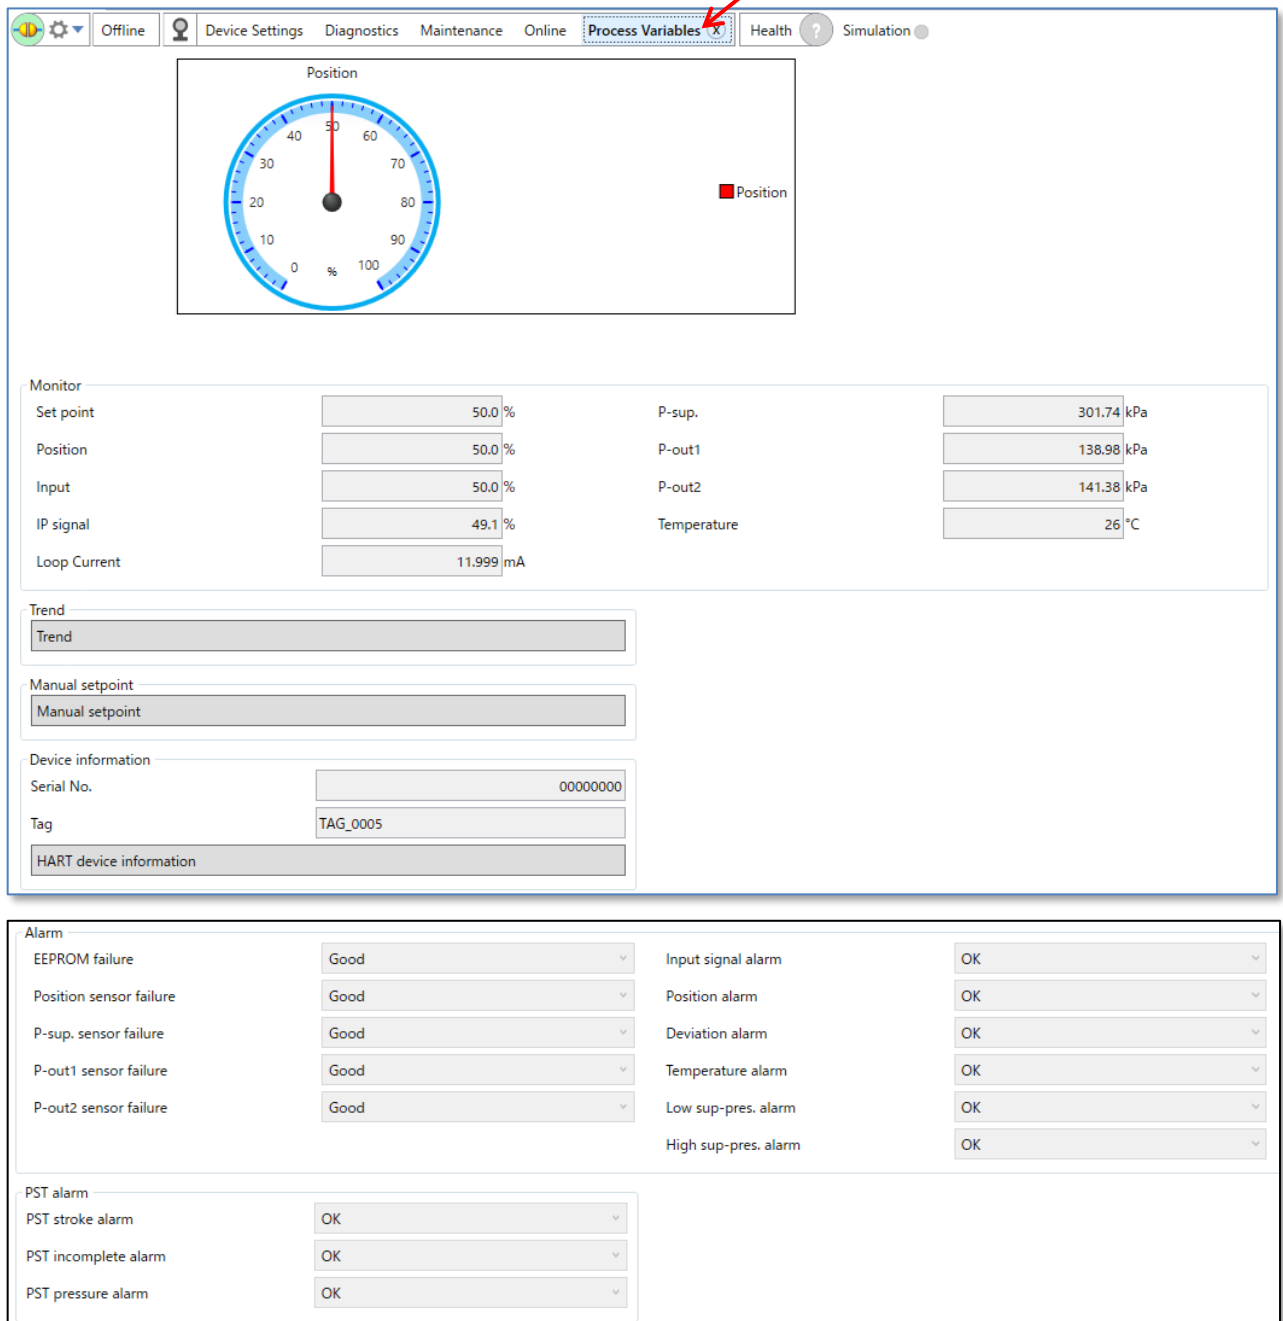 Offline Device Settings Diagnostics Maintenance Online Process Variables x Health ? Simulation
Position
40 50 60
30 70
20 80
10 90
0 % 100
Position
Monitor
Set point 50.0 % P-sup. 301.74 kPa
Position 50.0 % P-out1 138.98 kPa
Input 50.0 % P-out2 141.38 kPa
IP signal 49.1 % Temperature 26 °C
Loop Current 11.999 mA
Trend
Trend
Manual setpoint
Manual setpoint
Device information
Serial No. 00000000
Tag TAG_0005
HART device information
Alarm
EEPROM failure Good Input signal alarm OK
Position sensor failure Good Position alarm OK
P-sup. sensor failure Good Deviation alarm OK
P-out1 sensor failure Good Temperature alarm OK
P-out2 sensor failure Good Low sup-pres. alarm OK
High sup-pres. alarm OK
PST alarm
PST stroke alarm OK
PST incomplete alarm OK
PST pressure alarm OK